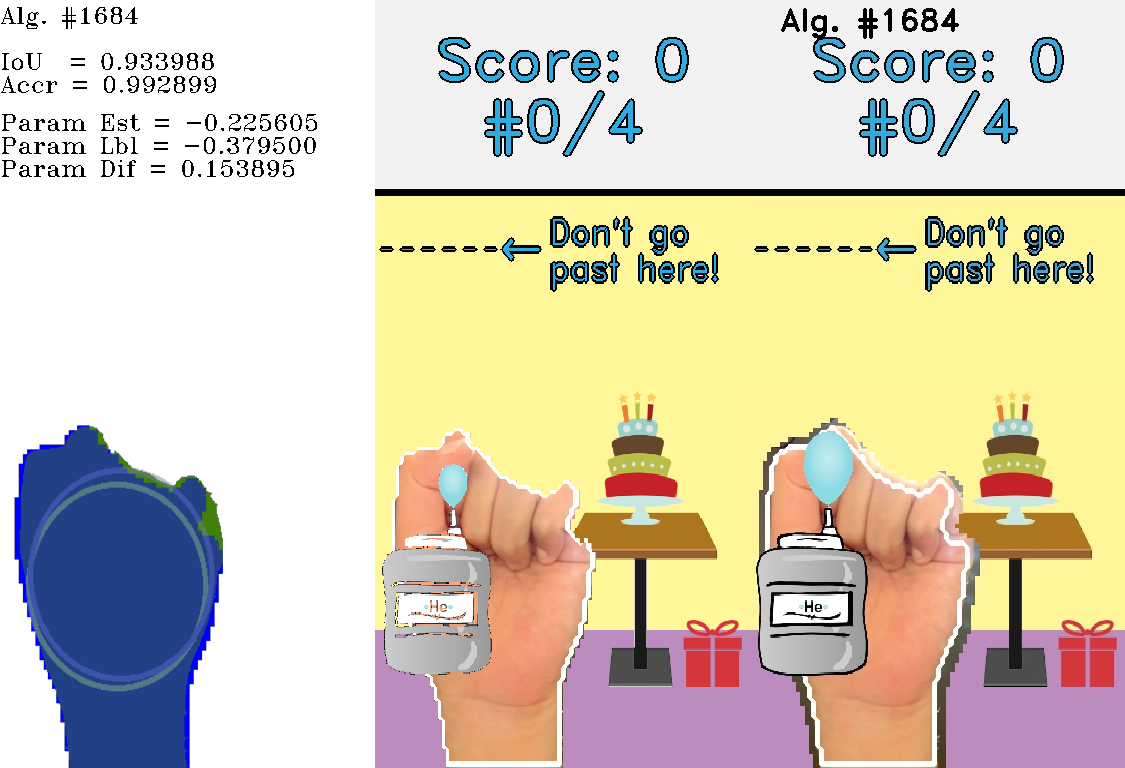 Alg. #1684
IoU = 0.933988
Accr = 0.992899
Param Est = −0.225605
Param Lbl = −0.379500
Param Dif = 0.153895
Score: 0
#0/4
Don't go
past here!
He
Alg. #1684
Score: 0
#0/4
Don't go
past here!
He